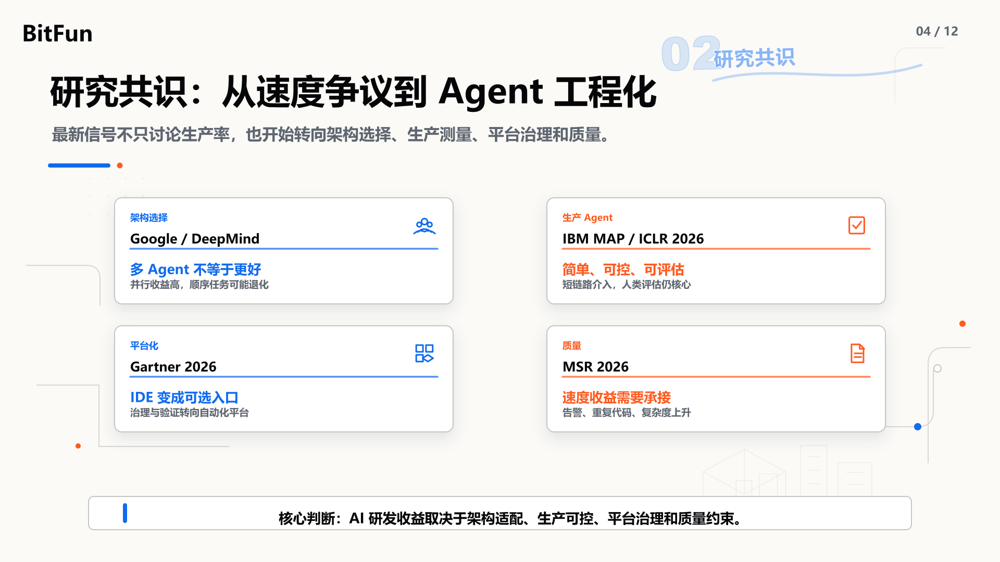 BitFun
04 / 12
02
研究共识
研究共识：从速度争议到 Agent 工程化
最新信号不只讨论生产率，也开始转向架构选择、生产测量、平台治理和质量。
架构选择
Google / DeepMind
多 Agent 不等于更好
并行收益高，顺序任务可能退化
生产 Agent
IBM MAP / ICLR 2026
简单、可控、可评估
短链路介入，人类评估仍核心
平台化
Gartner 2026
IDE 变成可选入口
治理与验证转向自动化平台
质量
MSR 2026
速度收益需要承接
告警、重复代码、复杂度上升
核心判断：AI 研发收益取决于架构适配、生产可控、平台治理和质量约束。